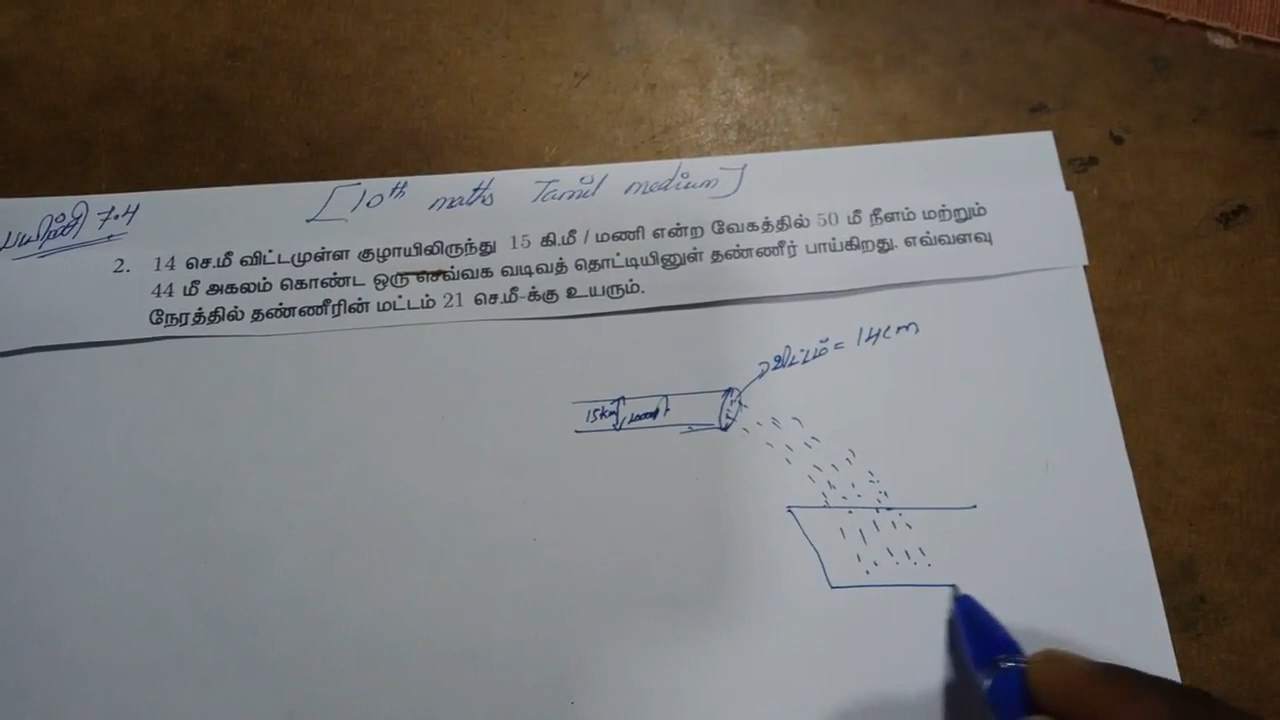 [10th maths Tamil medium]
பயிற்சி 7.4
2. 14 செ.மீ விட்டமுள்ள குழாயிலிருந்து 15 கி.மீ / மணி என்ற வேகத்தில் 50 மீ நீளம் மற்றும்
44 மீ அகலம் கொண்ட ஒரு செவ்வக வடிவத் தொட்டியினுள் தண்ணீர் பாய்கிறது. எவ்வளவு
நேரத்தில் தண்ணீரின் மட்டம் 21 செ.மீ-க்கு உயரும்.
விட்டம் = 14cm
15km